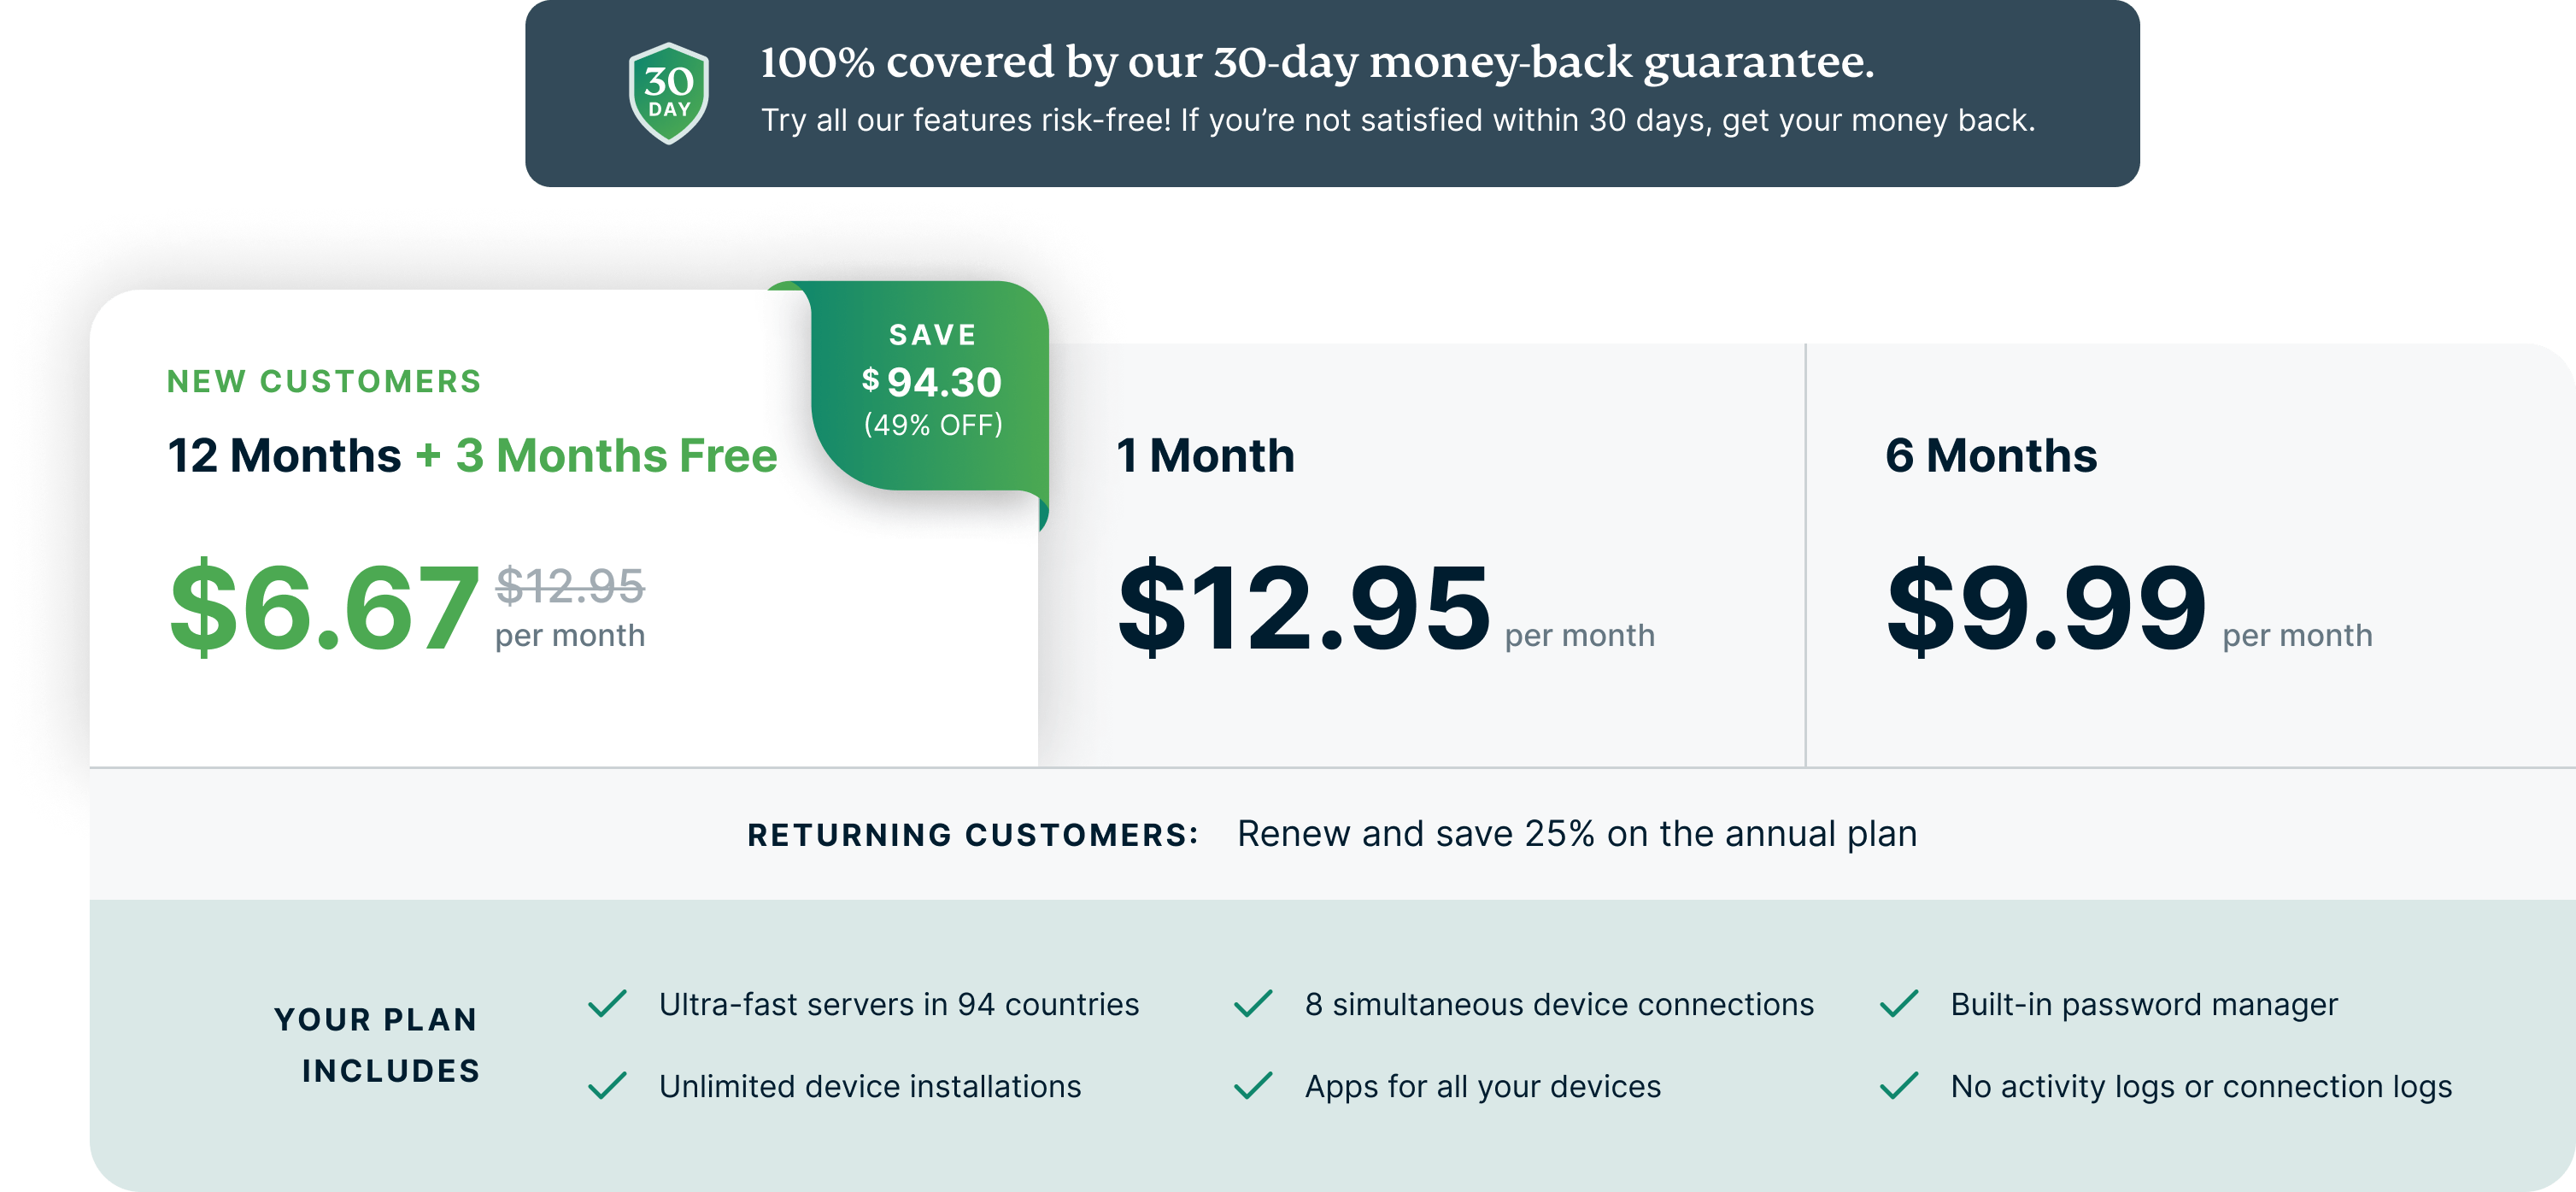 30
DAY
100% covered by our 30-day money-back guarantee.
Try all our features risk-free! If you’re not satisfied within 30 days, get your money back.
SAVE
$94.30
(49% OFF)
NEW CUSTOMERS
12 Months + 3 Months Free
$6.67
$12.95
per month
1 Month
$12.95 per month
6 Months
$9.99 per month
RETURNING CUSTOMERS: Renew and save 25% on the annual plan
YOUR PLAN
INCLUDES
Ultra-fast servers in 94 countries
8 simultaneous device connections
Built-in password manager
Unlimited device installations
Apps for all your devices
No activity logs or connection logs